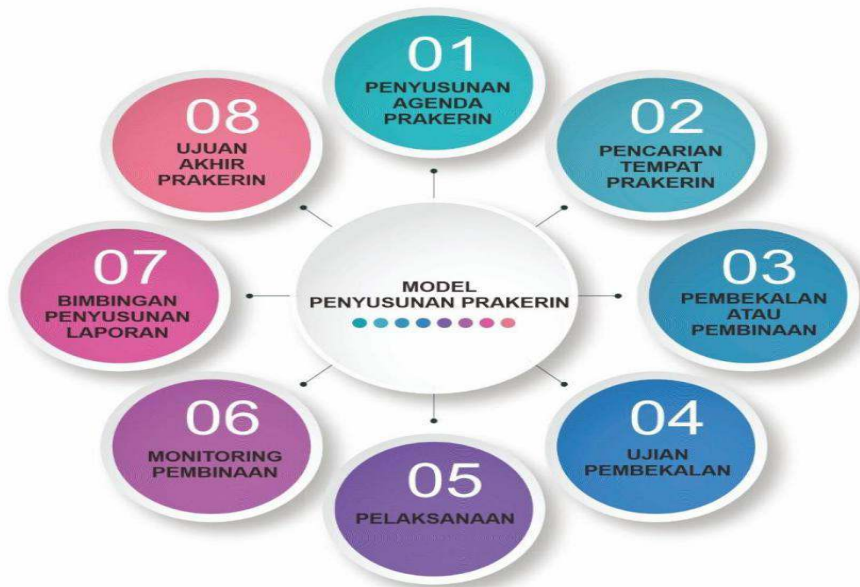 01
PENYUSUNAN
AGENDA
PRAKERIN
02
PENCARIAN
TEMPAT
PRAKERIN
03
PEMBEKALAN
ATAU
PEMBINAAN
04
UJIAN
PEMBEKALAN
05
PELAKSANAAN
06
MONITORING
PEMBINAAN
07
BIMBINGAN
PENYUSUNAN
LAPORAN
08
UJUAN
AKHIR
PRAKERIN
MODEL
PENYUSUNAN PRAKERIN